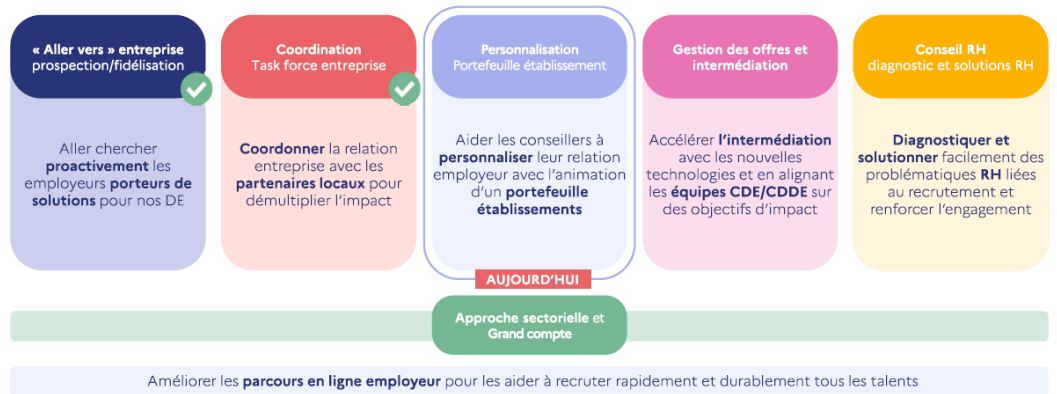 « Aller vers » entreprise
prospection/fidélisation
Aller chercher
proactivement les
employeurs porteurs de
solutions pour nos DE
Coordination
Task force entreprise
Coordonner la relation
entreprise avec les
partenaires locaux pour
démultiplier l'impact
Personnalisation
Portefeuille établissement
Aider les conseillers à
personnaliser leur relation
employeur avec l'animation
d'un portefeuille
établissements
Gestion des offres et
intermédiation
Accélérer l'intermédiation
avec les nouvelles
technologies et en alignant
les équipes CDE/CDDE sur
des objectifs d'impact
Conseil RH
diagnostic et solutions RH
Diagnostiquer et
solutionner facilement des
problématiques RH liées
au recrutement et
renforcer l'engagement
AUJOURD'HUI
Approche sectorielle et
Grand compte
Améliorer les parcours en ligne employeur pour les aider à recruter rapidement et durablement tous les talents